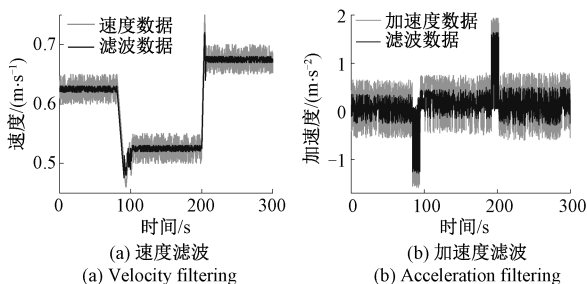 速度数据
滤波数据
0.7
0.6
0.5
速度/(m·s⁻¹)
0
100
200
300
时间/s
(a) 速度滤波
(a) Velocity filtering
加速度数据
滤波数据
2
1
0
−1
加速度/(m·s⁻²)
0
100
200
300
时间/s
(b) 加速度滤波
(b) Acceleration filtering